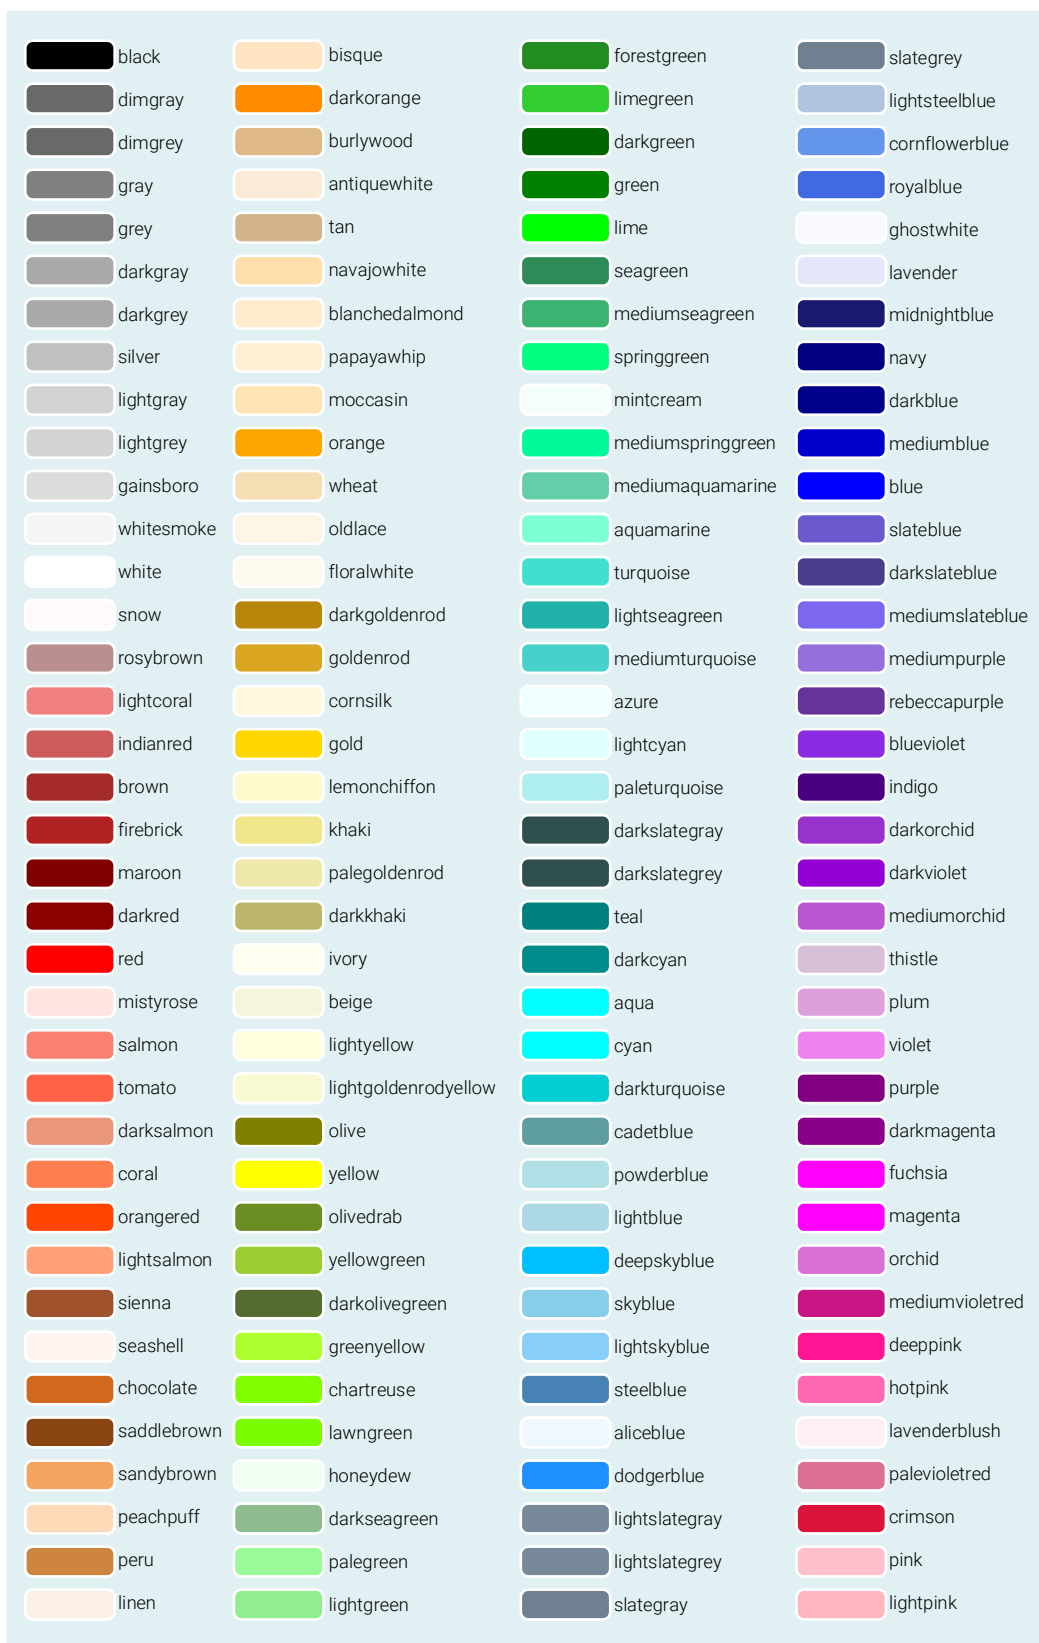 black
dimgray
dimgrey
gray
grey
darkgray
darkgrey
silver
lightgray
lightgrey
gainsboro
whitesmoke
white
snow
rosybrown
lightcoral
indianred
brown
firebrick
maroon
darkred
red
mistyrose
salmon
tomato
darksalmon
coral
orangered
lightsalmon
sienna
seashell
chocolate
saddlebrown
sandybrown
peachpuff
peru
linen
bisque
darkorange
burlywood
antiquewhite
tan
navajowhite
blanchedalmond
papayawhip
moccasin
orange
wheat
oldlace
floralwhite
darkgoldenrod
goldenrod
cornsilk
gold
lemonchiffon
khaki
palegoldenrod
darkkhaki
ivory
beige
lightyellow
lightgoldenrodyellow
olive
yellow
olivedrab
yellowgreen
darkolivegreen
greenyellow
chartreuse
lawngreen
honeydew
darkseagreen
palegreen
lightgreen
forestgreen
limegreen
darkgreen
green
lime
seagreen
mediumseagreen
springgreen
mintcream
mediumspringgreen
mediumaquamarine
aquamarine
turquoise
lightseagreen
mediumturquoise
azure
lightcyan
paleturquoise
darkslategray
darkslategrey
teal
darkcyan
aqua
cyan
darkturquoise
cadetblue
powderblue
lightblue
deepskyblue
skyblue
lightskyblue
steelblue
aliceblue
dodgerblue
lightslategray
lightslategrey
slategray
slategrey
lightsteelblue
cornflowerblue
royalblue
ghostwhite
lavender
midnightblue
navy
darkblue
mediumblue
blue
slateblue
darkslateblue
mediumslateblue
mediumpurple
rebeccapurple
blueviolet
indigo
darkorchid
darkviolet
mediumorchid
thistle
plum
violet
purple
darkmagenta
fuchsia
magenta
orchid
mediumvioletred
deeppink
hotpink
lavenderblush
palevioletred
crimson
pink
lightpink